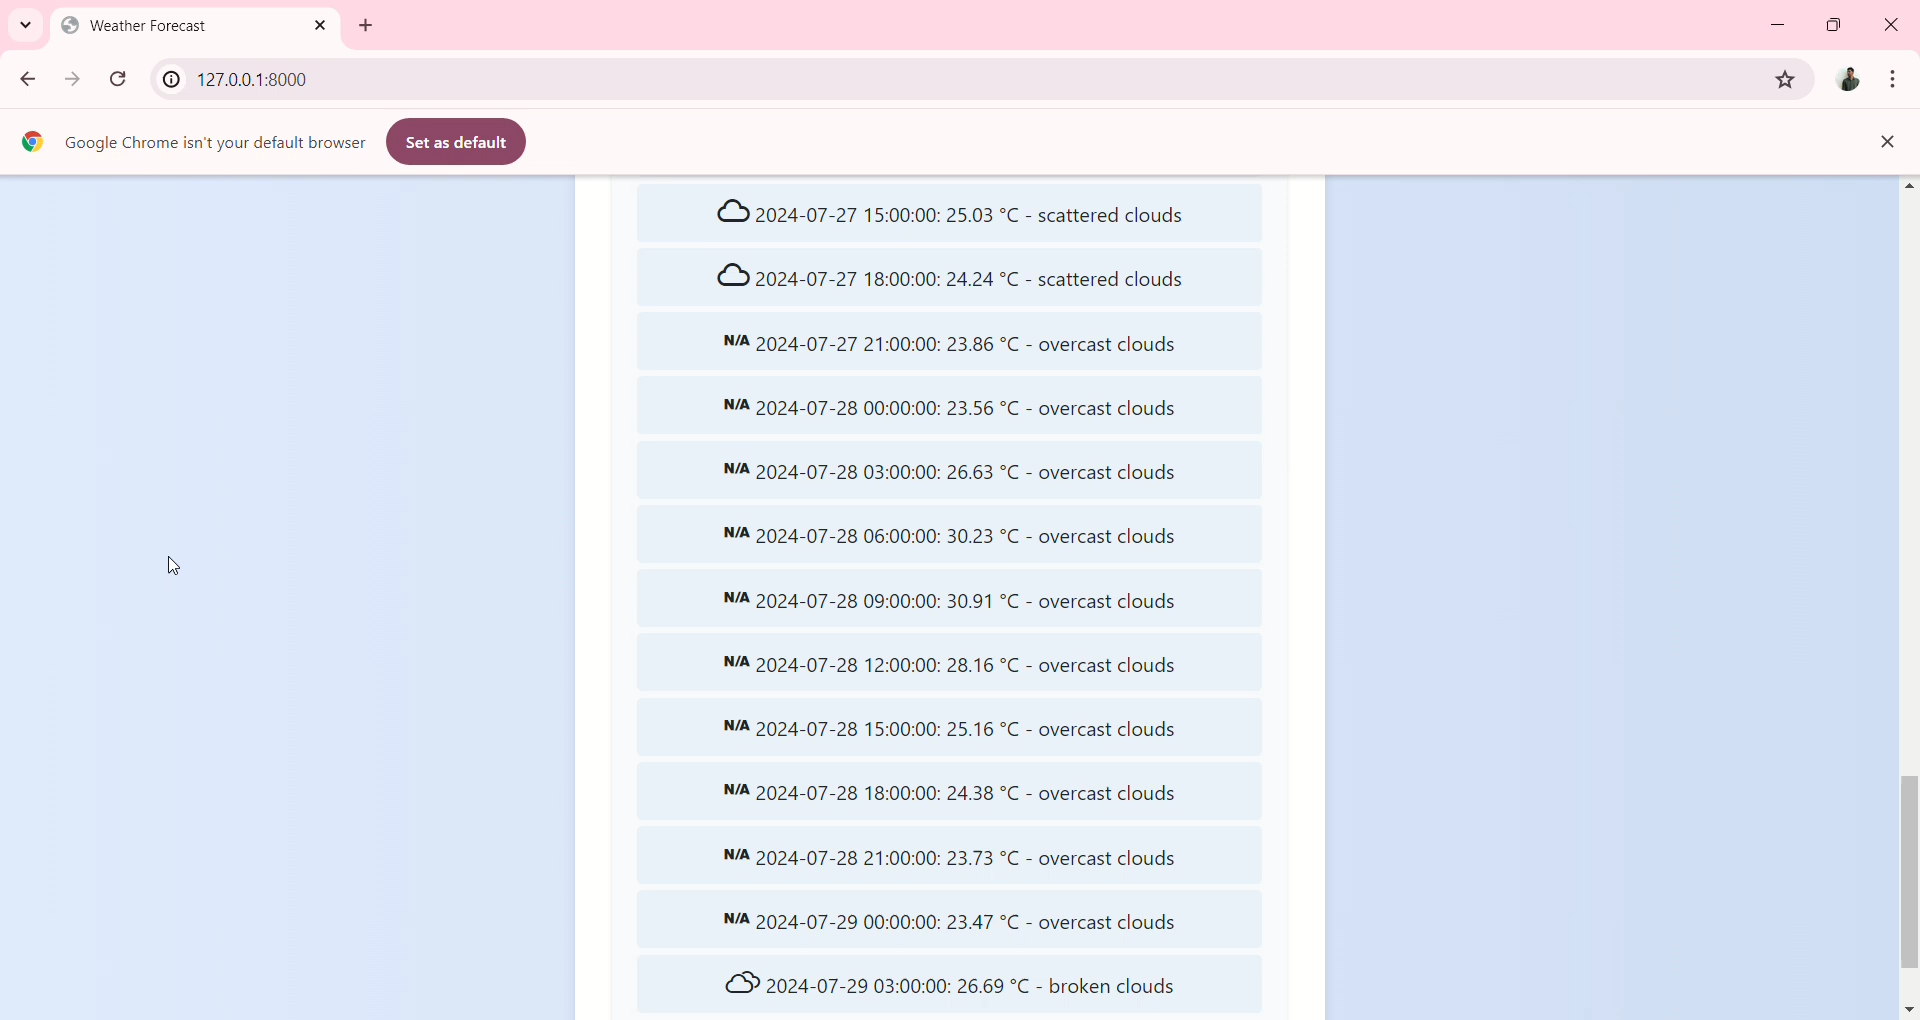 Weather Forecast
127.0.0.1:8000
Google Chrome isn't your default browser Set as default
2024-07-27 15:00:00: 25.03 °C - scattered clouds
2024-07-27 18:00:00: 24.24 °C - scattered clouds
N/A 2024-07-27 21:00:00: 23.86 °C - overcast clouds
N/A 2024-07-28 00:00:00: 23.56 °C - overcast clouds
N/A 2024-07-28 03:00:00: 26.63 °C - overcast clouds
N/A 2024-07-28 06:00:00: 30.23 °C - overcast clouds
N/A 2024-07-28 09:00:00: 30.91 °C - overcast clouds
N/A 2024-07-28 12:00:00: 28.16 °C - overcast clouds
N/A 2024-07-28 15:00:00: 25.16 °C - overcast clouds
N/A 2024-07-28 18:00:00: 24.38 °C - overcast clouds
N/A 2024-07-28 21:00:00: 23.73 °C - overcast clouds
N/A 2024-07-29 00:00:00: 23.47 °C - overcast clouds
2024-07-29 03:00:00: 26.69 °C - broken clouds